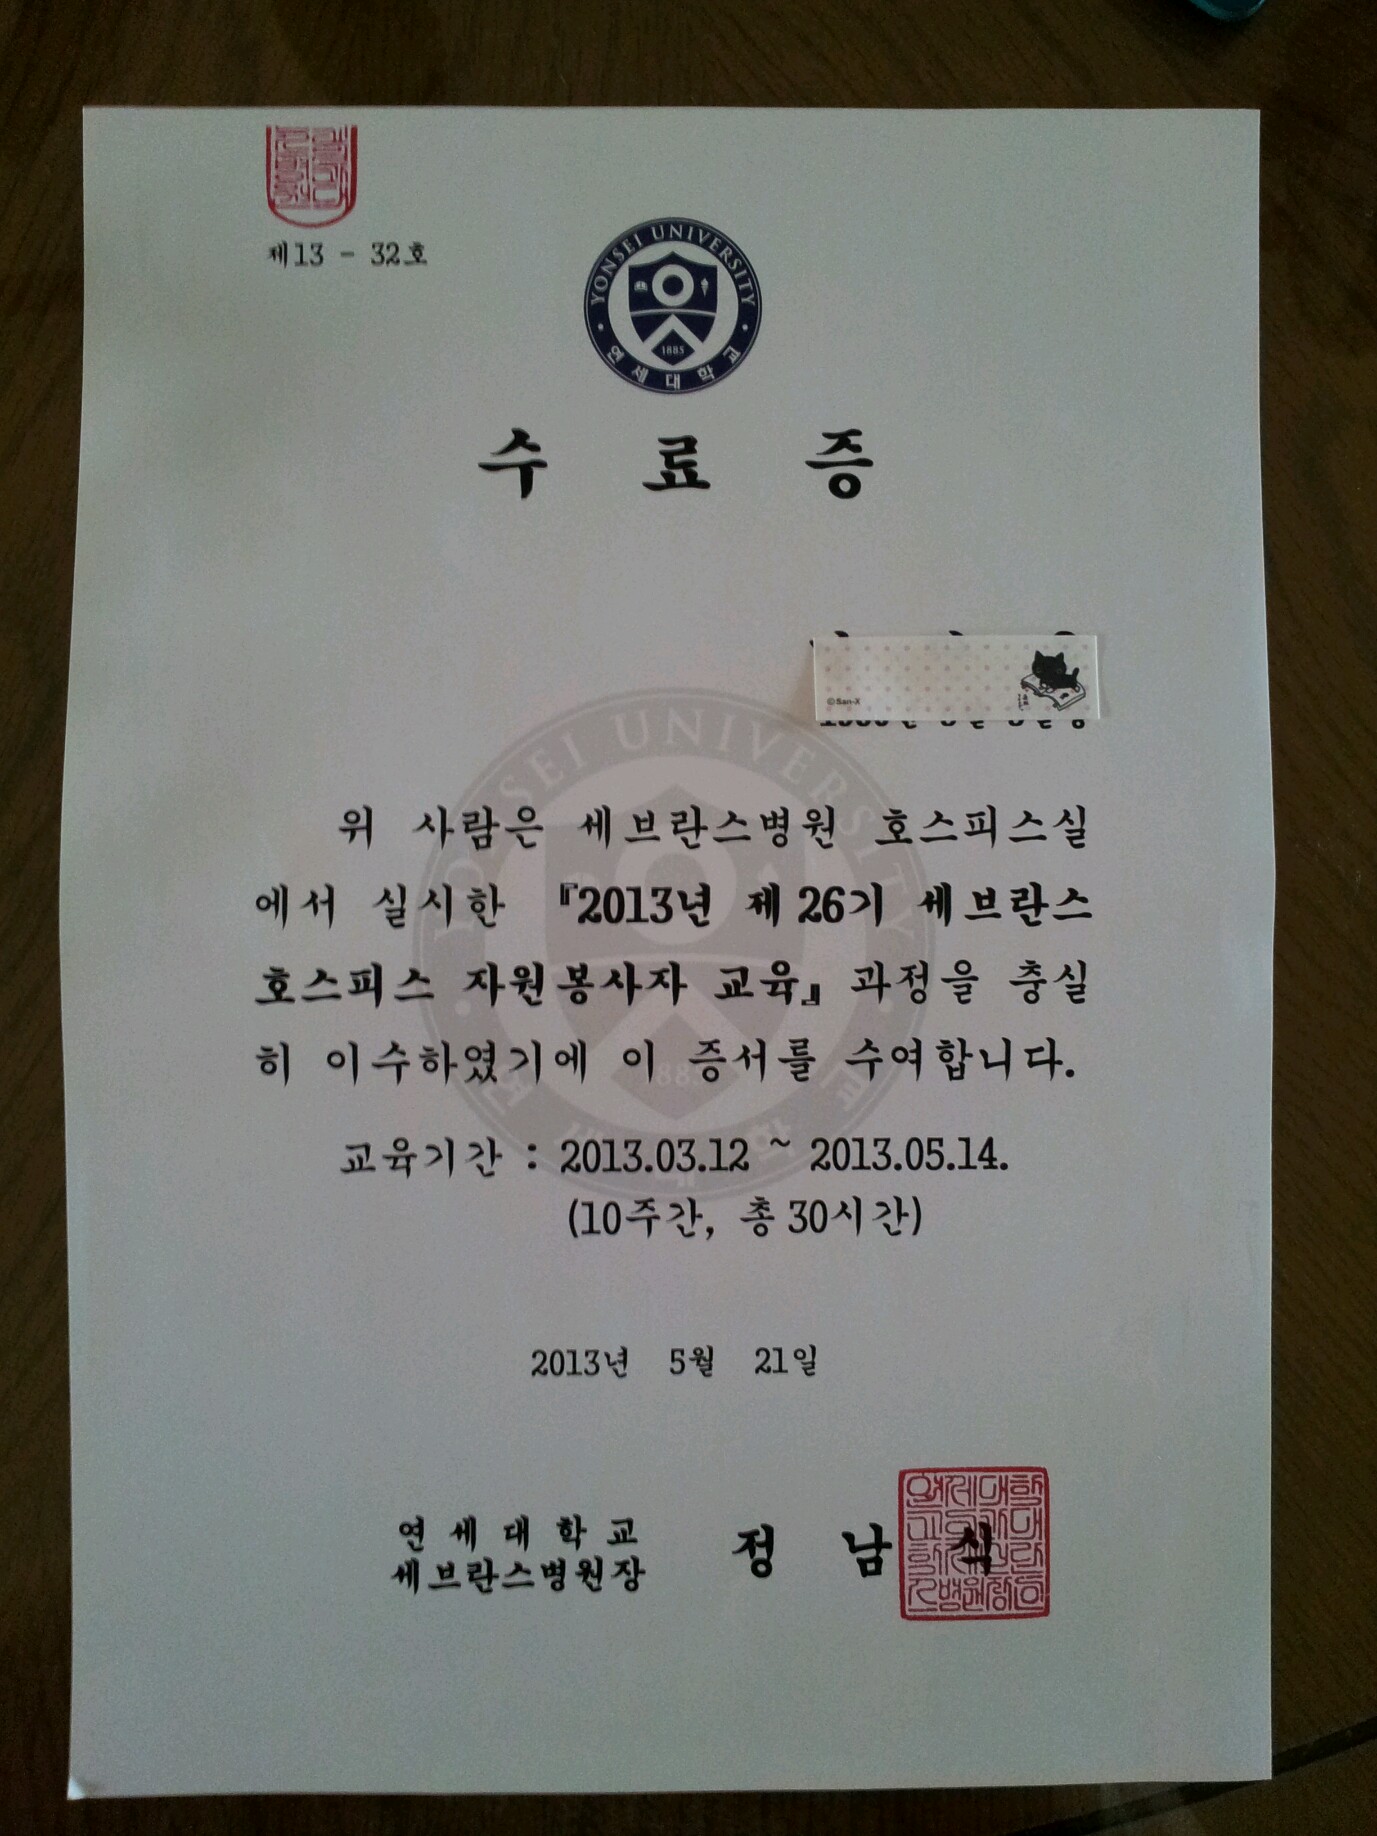 제13 - 32호
YONSEI UNIVERSITY
1885
연세대학교
수 료 증
©San-X
위 사람은 세브란스병원 호스피스실
에서 실시한 『2013년 제26기 세브란스
호스피스 자원봉사자 교육』 과정을 충실
히 이수하였기에 이 증서를 수여합니다.
교육기간 : 2013.03.12 ~ 2013.05.14.
(10주간, 총 30시간)
2013년 5월 21일
연세대학교
세브란스병원장 정 남 식